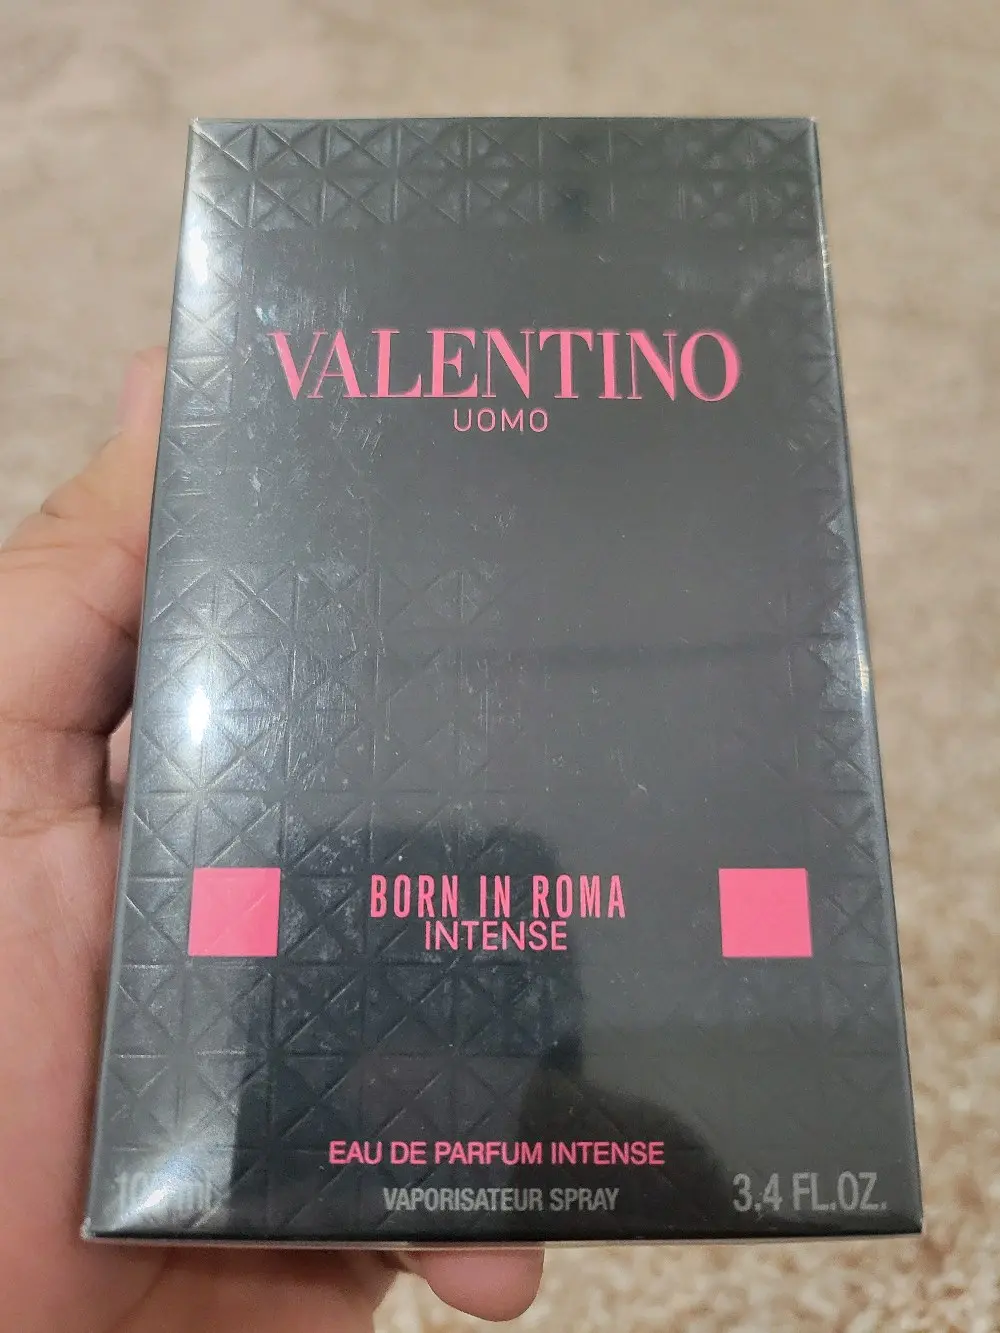 VALENTINO
UOMO
BORN IN ROMA
INTENSE
EAU DE PARFUM INTENSE
VAPORISATEUR SPRAY
3,4 FL.OZ.